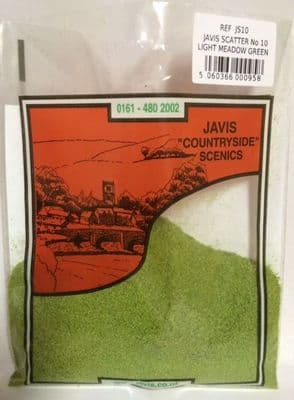 REF JS10
JAVIS SCATTER No 10
LIGHT MEADOW GREEN
5 060366 000958
0161 - 480 2002
JAVIS
"COUNTRYSIDE"
SCENICS